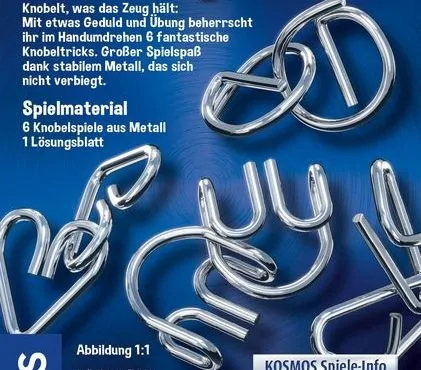 Knobelt, was das Zeug hält:
Mit etwas Geduld und Übung beherrscht
ihr im Handumdrehen 6 fantastische
Knobeltricks. Großer Spielspaß
dank stabilem Metall, das sich
nicht verbiegt.
Spielmaterial
6 Knobelspiele aus Metall
1 Lösungsblatt
Abbildung 1:1
KOSMOS Spiele-Info